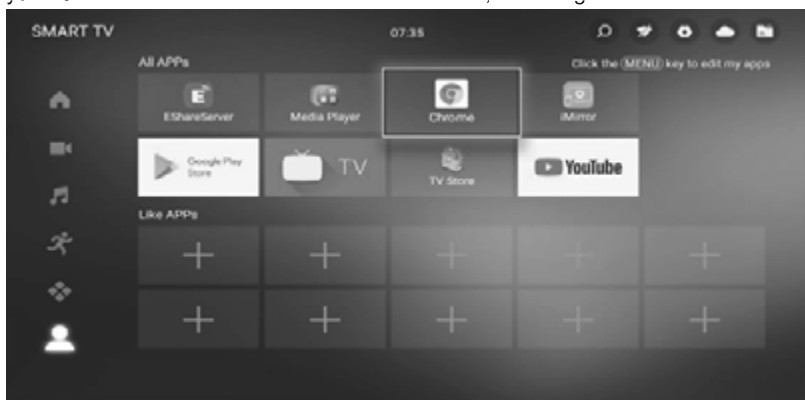 SMART TV
07:35
All APPs
Click the (MENU) key to edit my apps
EShareServer
Media Player
Chrome
iMirror
Google Play
Store
TV
TV Store
YouTube
Like APPs